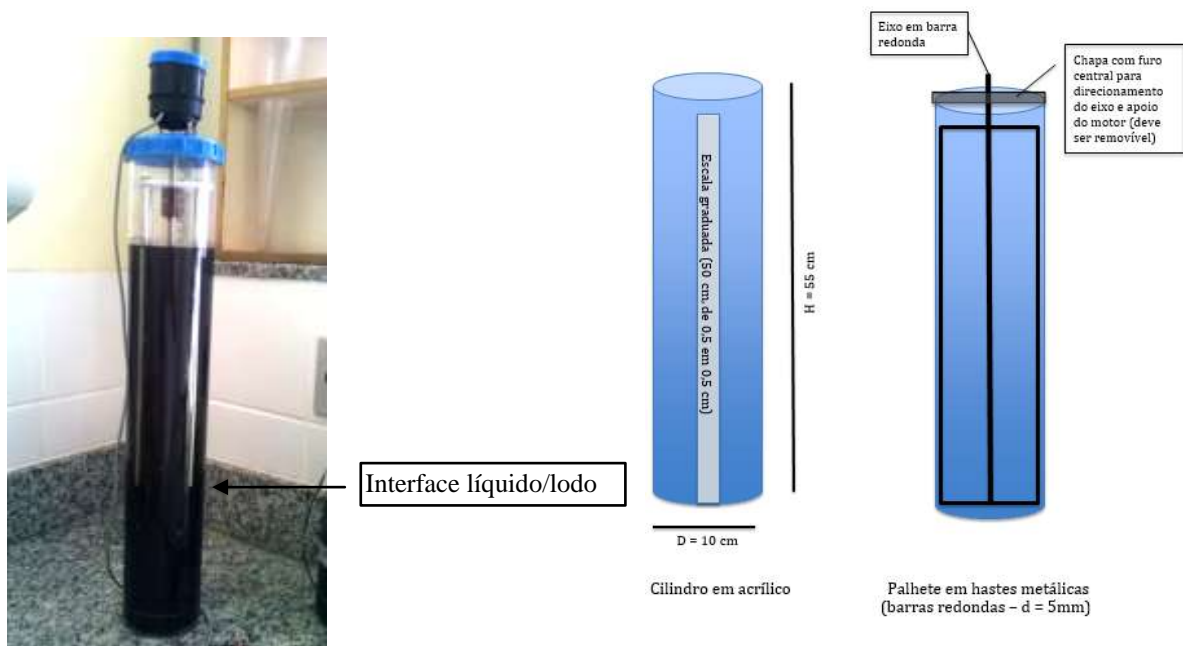 Interface líquido/lodo
Escala graduada (50 cm, de 0,5 em 0,5 cm)
H = 55 cm
D = 10 cm
Cilindro em acrílico
Eixo em barra
redonda
Chapa com furo
central para
direcionamento
do eixo e apoio
do motor (deve
ser removível)
Palhete em hastes metálicas
(barras redondas – d = 5mm)